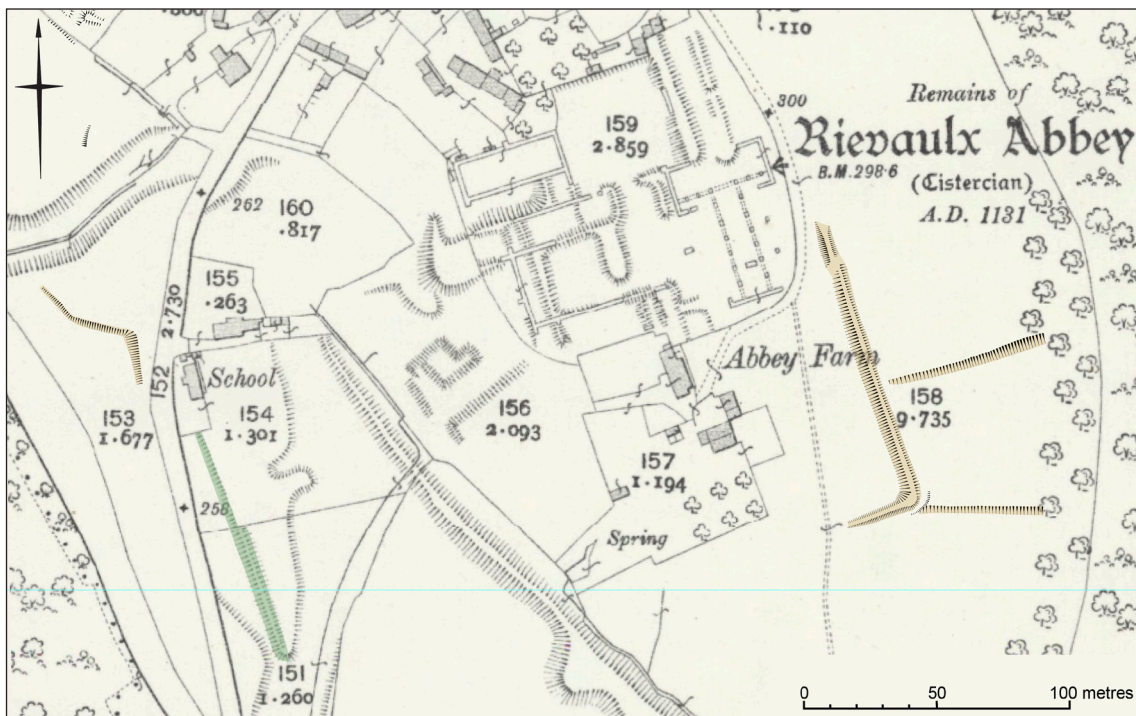 .110
300
Remains of
Rievaulx Abbey
B.M.298·6
(Cistercian)
A.D. 1131
159
2.859
262
160
.817
155
.263
2.730
152
School
153
1.677
154
1.301
156
2.093
Abbey Farm
158
9.735
157
1.194
258
Spring
151
1.260
0 50 100 metres